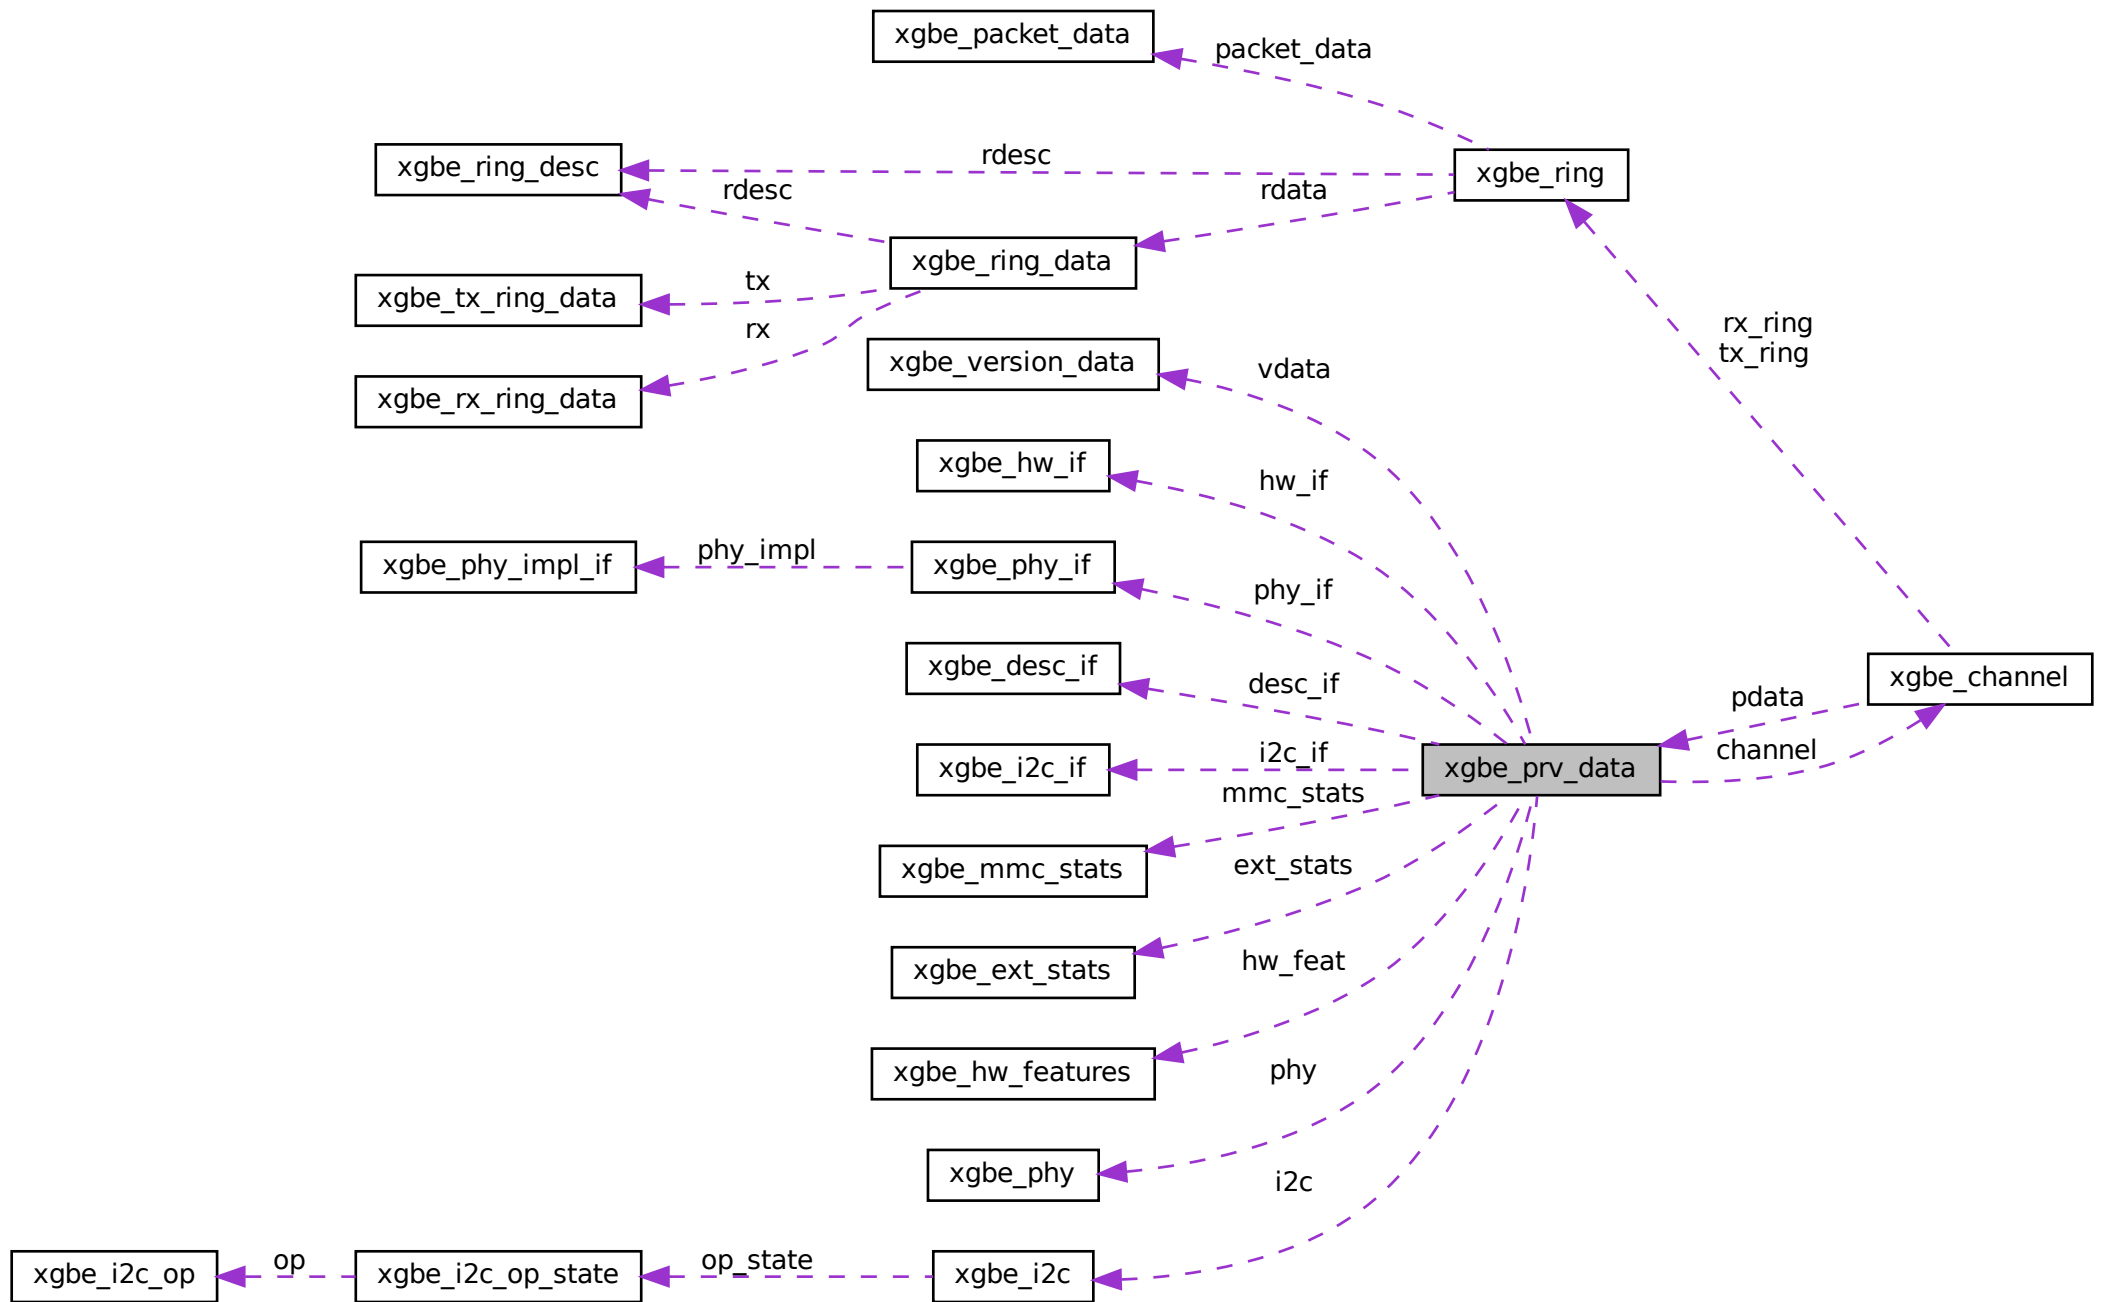 xgbe_packet_data
packet_data
xgbe_ring_desc
rdesc
xgbe_ring
rdesc
rdata
xgbe_ring_data
xgbe_tx_ring_data
tx
rx
rx_ring
tx_ring
xgbe_version_data
vdata
xgbe_rx_ring_data
xgbe_hw_if
hw_if
xgbe_phy_impl_if
phy_impl
xgbe_phy_if
phy_if
xgbe_desc_if
desc_if
xgbe_channel
pdata
channel
xgbe_i2c_if
i2c_if
xgbe_prv_data
mmc_stats
xgbe_mmc_stats
ext_stats
xgbe_ext_stats
hw_feat
xgbe_hw_features
phy
xgbe_phy
i2c
xgbe_i2c_op
op
xgbe_i2c_op_state
op_state
xgbe_i2c